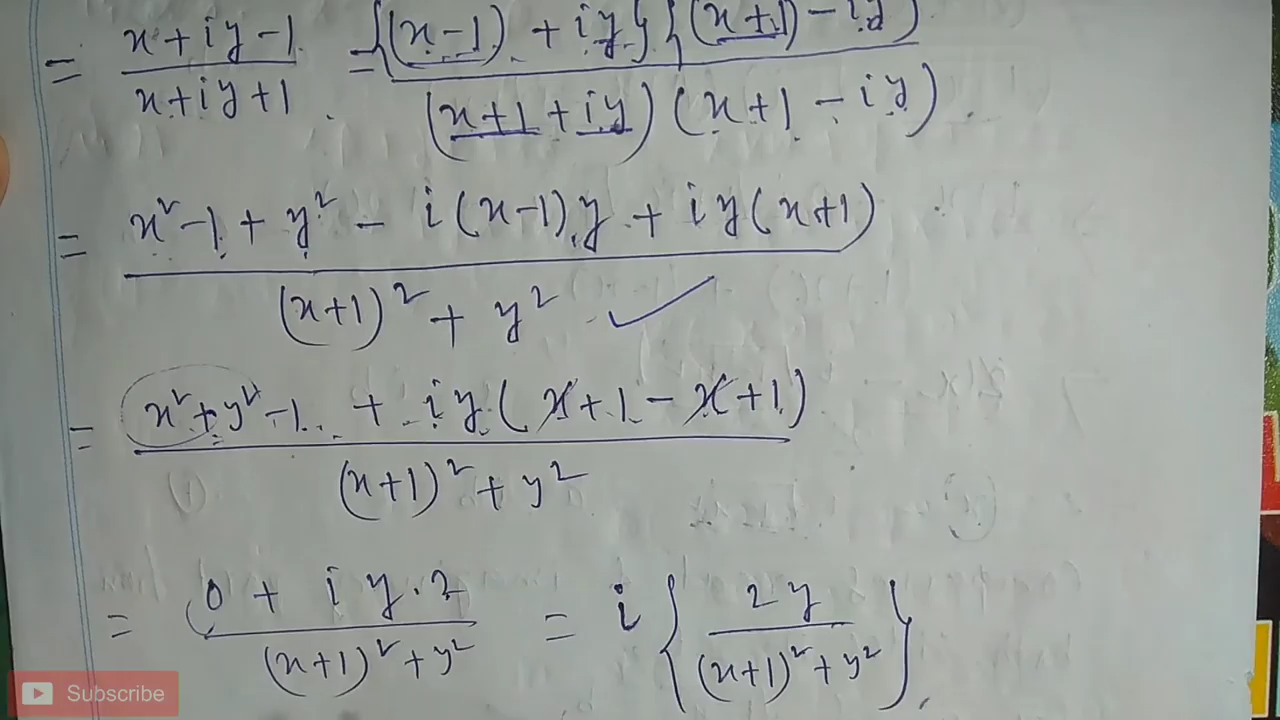 = x+iy-1 / x+iy+1 . = {(x-1) + iy} {(x+1) - iy} / (x+1 + iy) (x+1 - iy) .
= x²-1 + y² - i(x-1)y + iy(x+1) / (x+1)² + y² ✓
= x²+y²-1 + iy(x+1-x+1) / (x+1)² + y²
= 0 + iy.2 / (x+1)² + y² = i { 2y / (x+1)² + y² } .
Subscribe